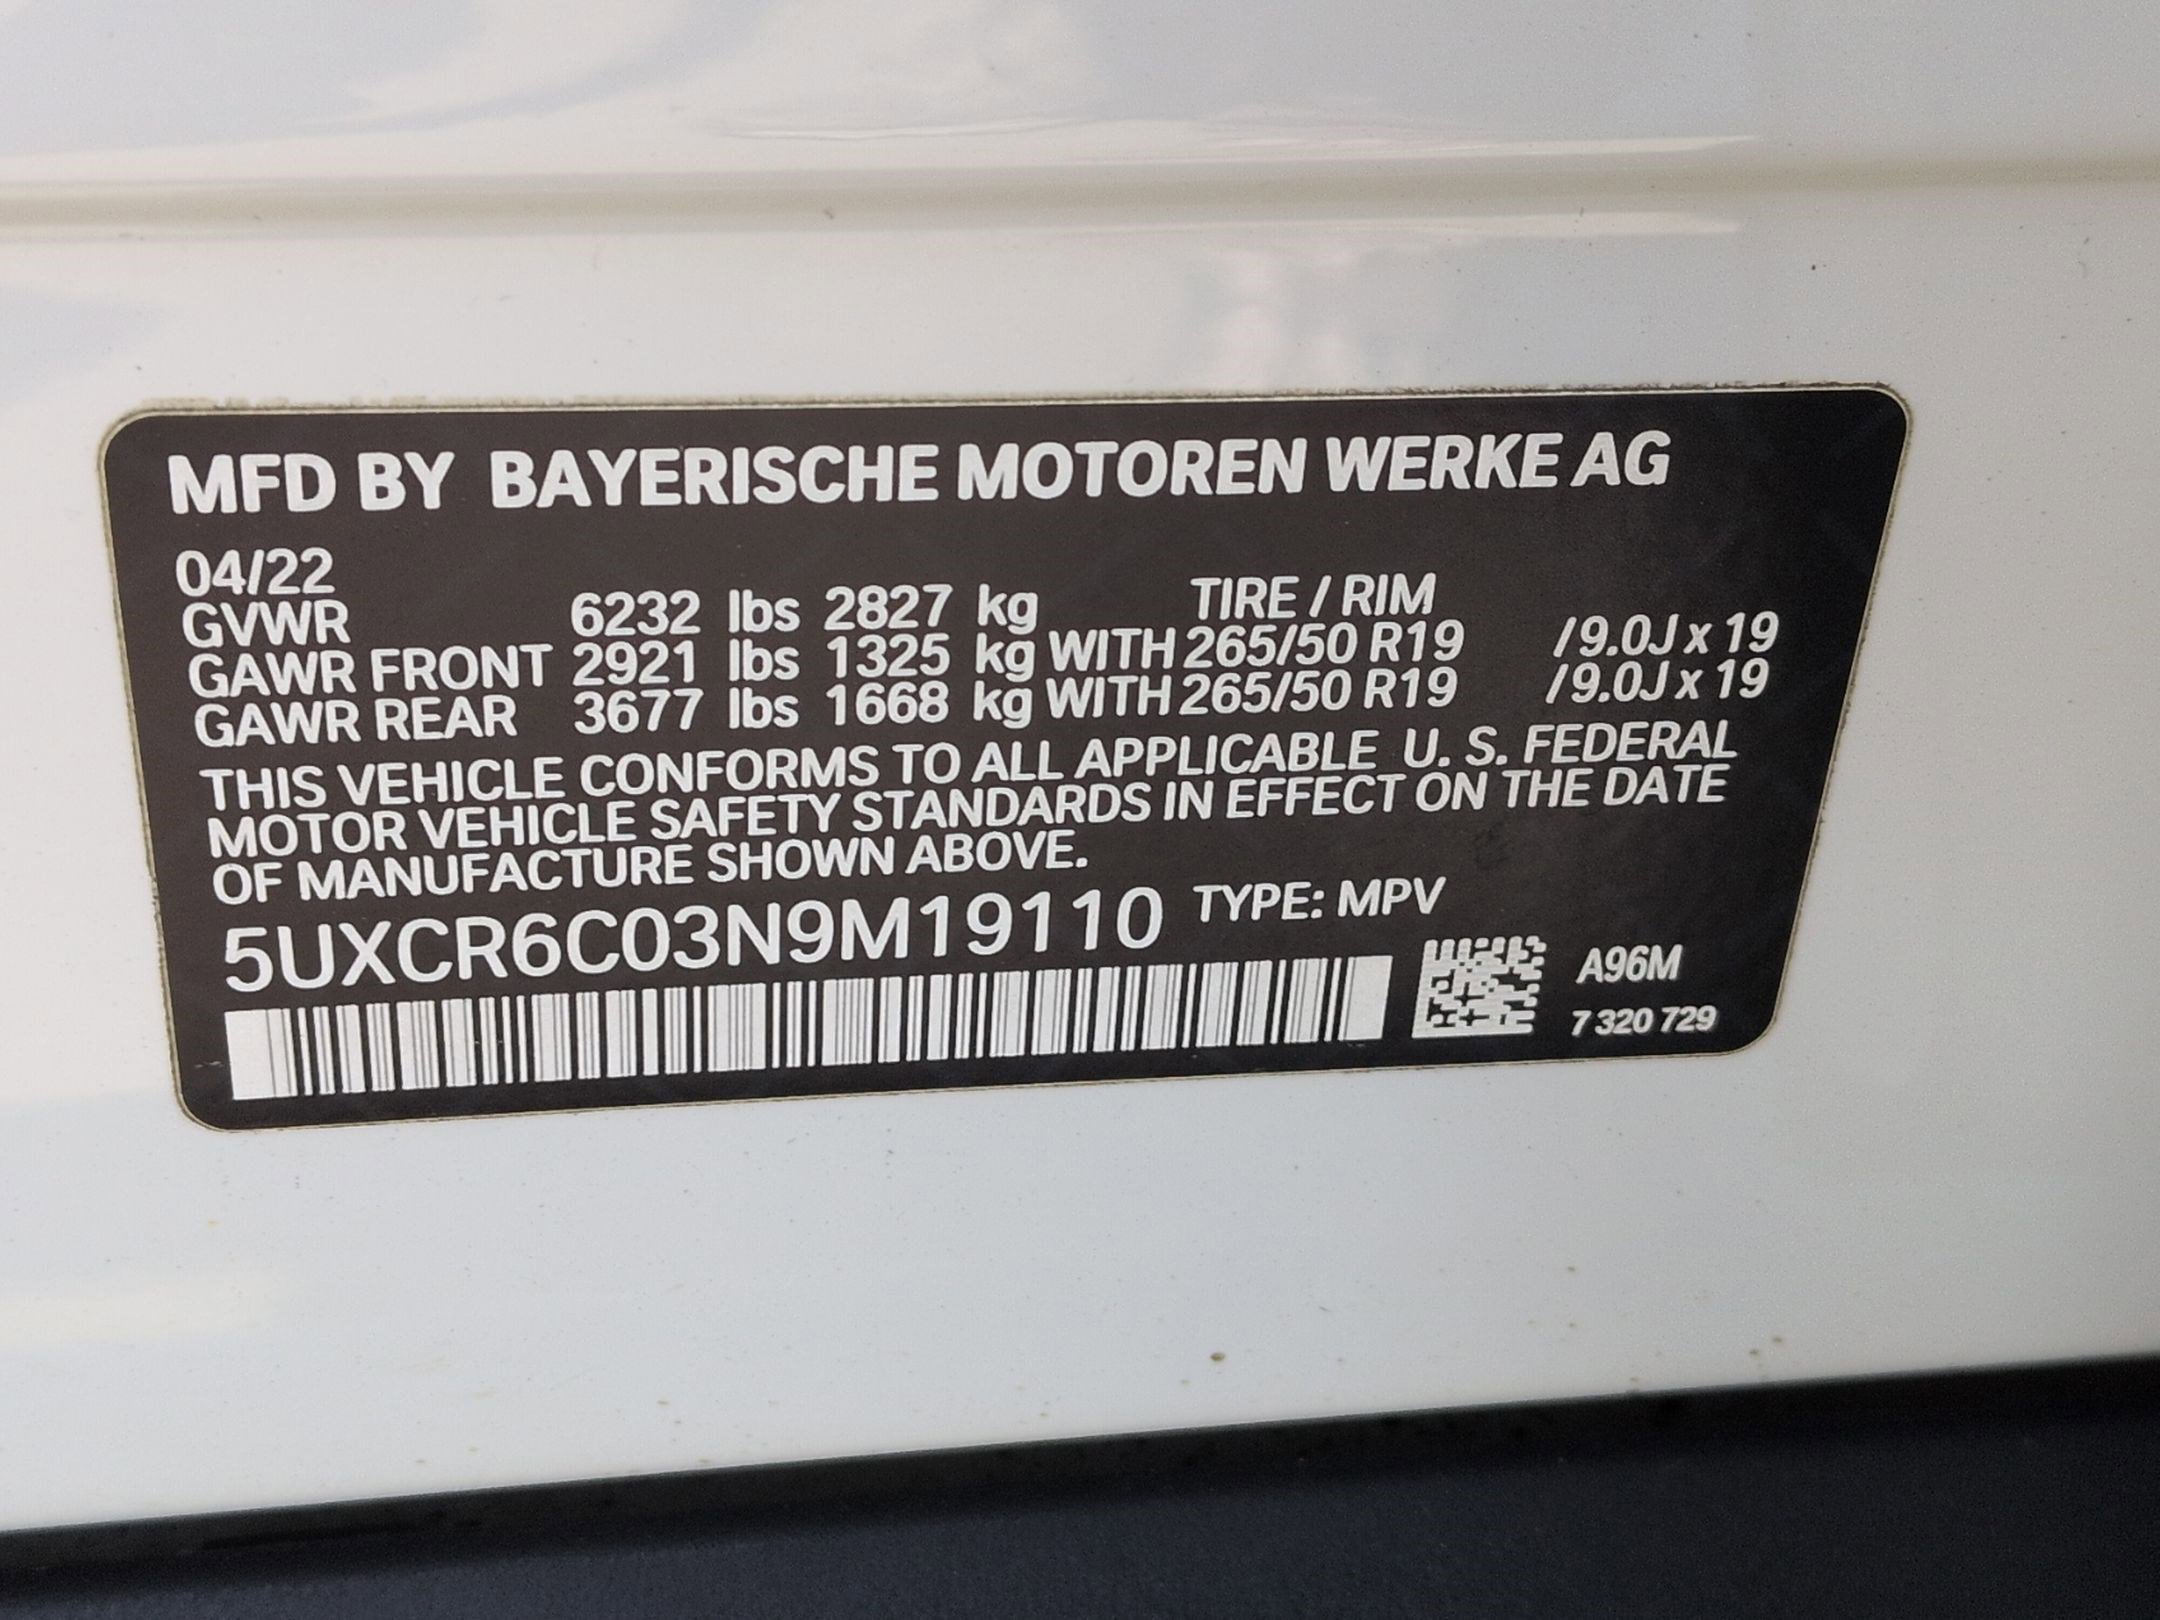 MFD BY BAYERISCHE MOTOREN WERKE AG
04/22
TIRE / RIM
GVWR 6232 lbs 2827 kg
GAWR FRONT 2921 lbs 1325 kg WITH 265/50 R19 /9.0J x 19
GAWR REAR 3677 lbs 1668 kg WITH 265/50 R19 /9.0J x 19
THIS VEHICLE CONFORMS TO ALL APPLICABLE U. S. FEDERAL
MOTOR VEHICLE SAFETY STANDARDS IN EFFECT ON THE DATE
OF MANUFACTURE SHOWN ABOVE.
5UXCR6C03N9M19110 TYPE: MPV
A96M
7 320 729